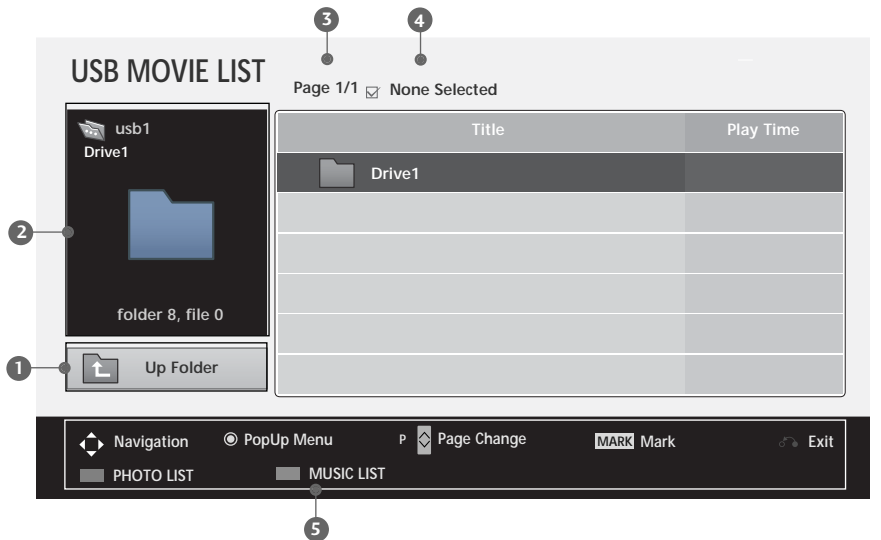 3 4
USB MOVIE LIST
Page 1/1 None Selected
usb1
Drive1
Title Play Time
Drive1
2
folder 8, file 0
1
Up Folder
Navigation PopUp Menu P Page Change MARK Mark Exit
PHOTO LIST MUSIC LIST
5